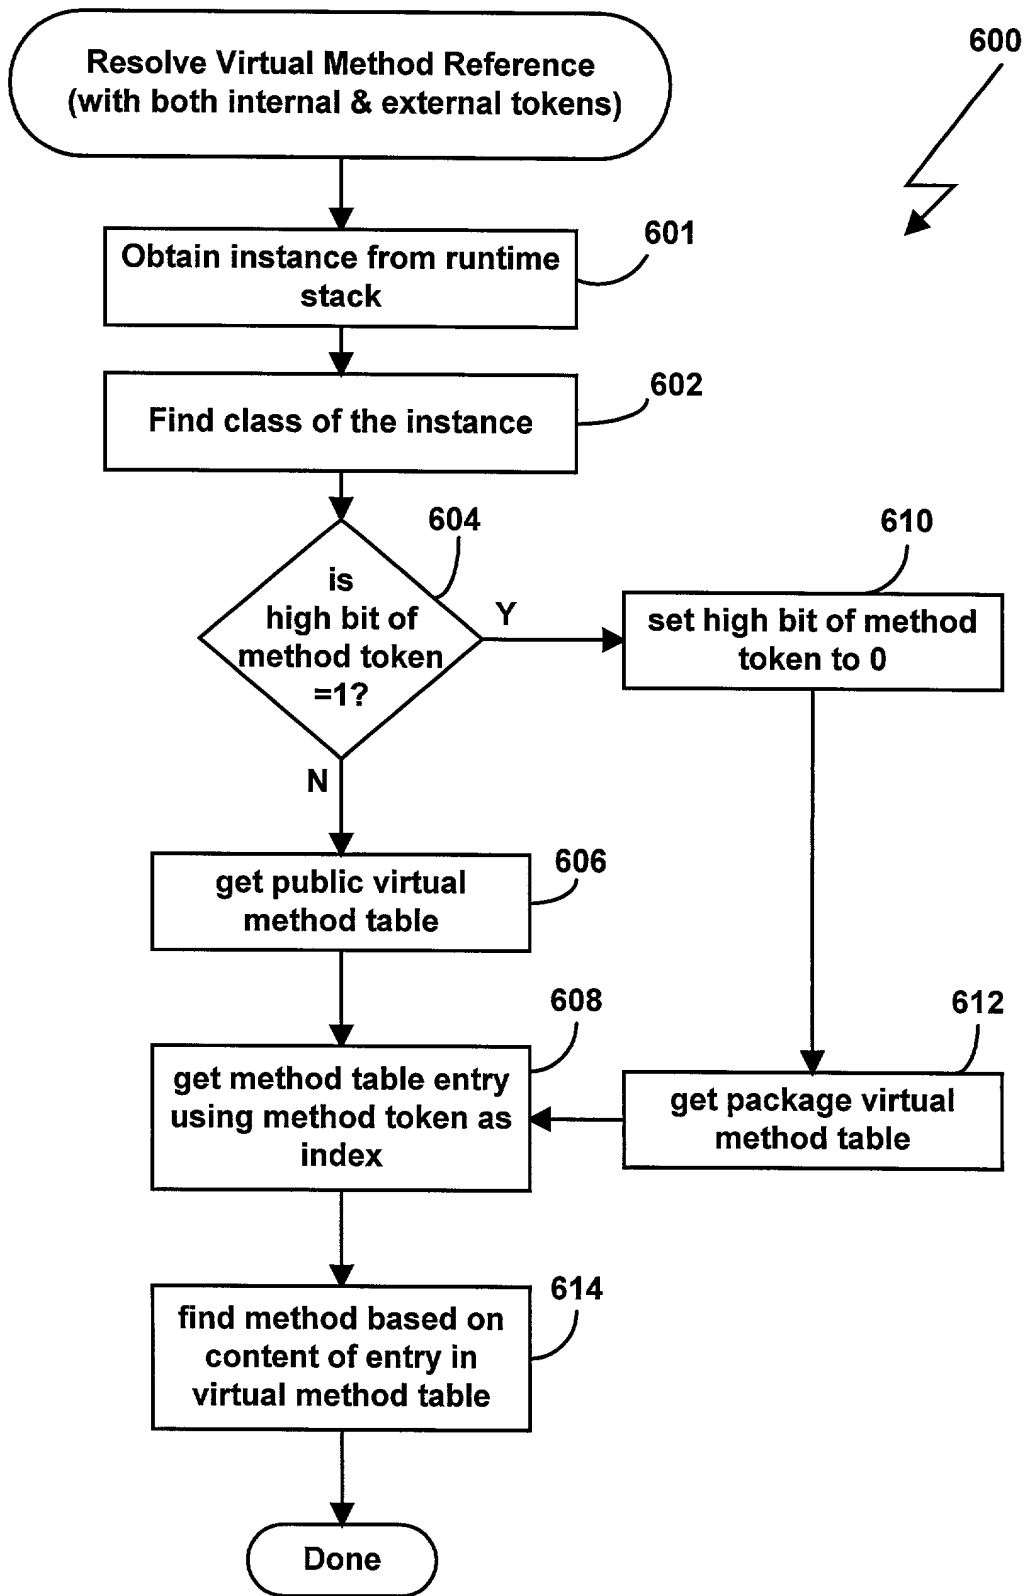 Resolve Virtual Method Reference
(with both internal & external tokens)
600
Obtain instance from runtime
stack
601
Find class of the instance
602
is
high bit of
method token
=1?
604
Y
N
set high bit of method
token to 0
610
get public virtual
method table
606
get method table entry
using method token as
index
608
get package virtual
method table
612
find method based on
content of entry in
virtual method table
614
Done